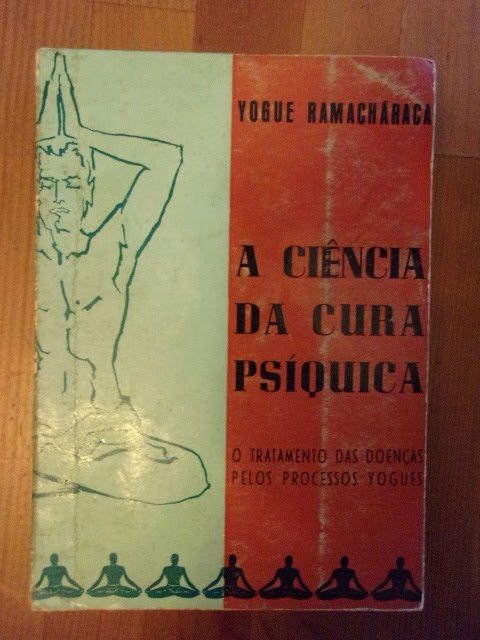 YOGUE RAMACHÁRACA
A CIÊNCIA
DA CURA
PSÍQUICA
O TRATAMENTO DAS DOENÇAS
PELOS PROCESSOS YOGUES